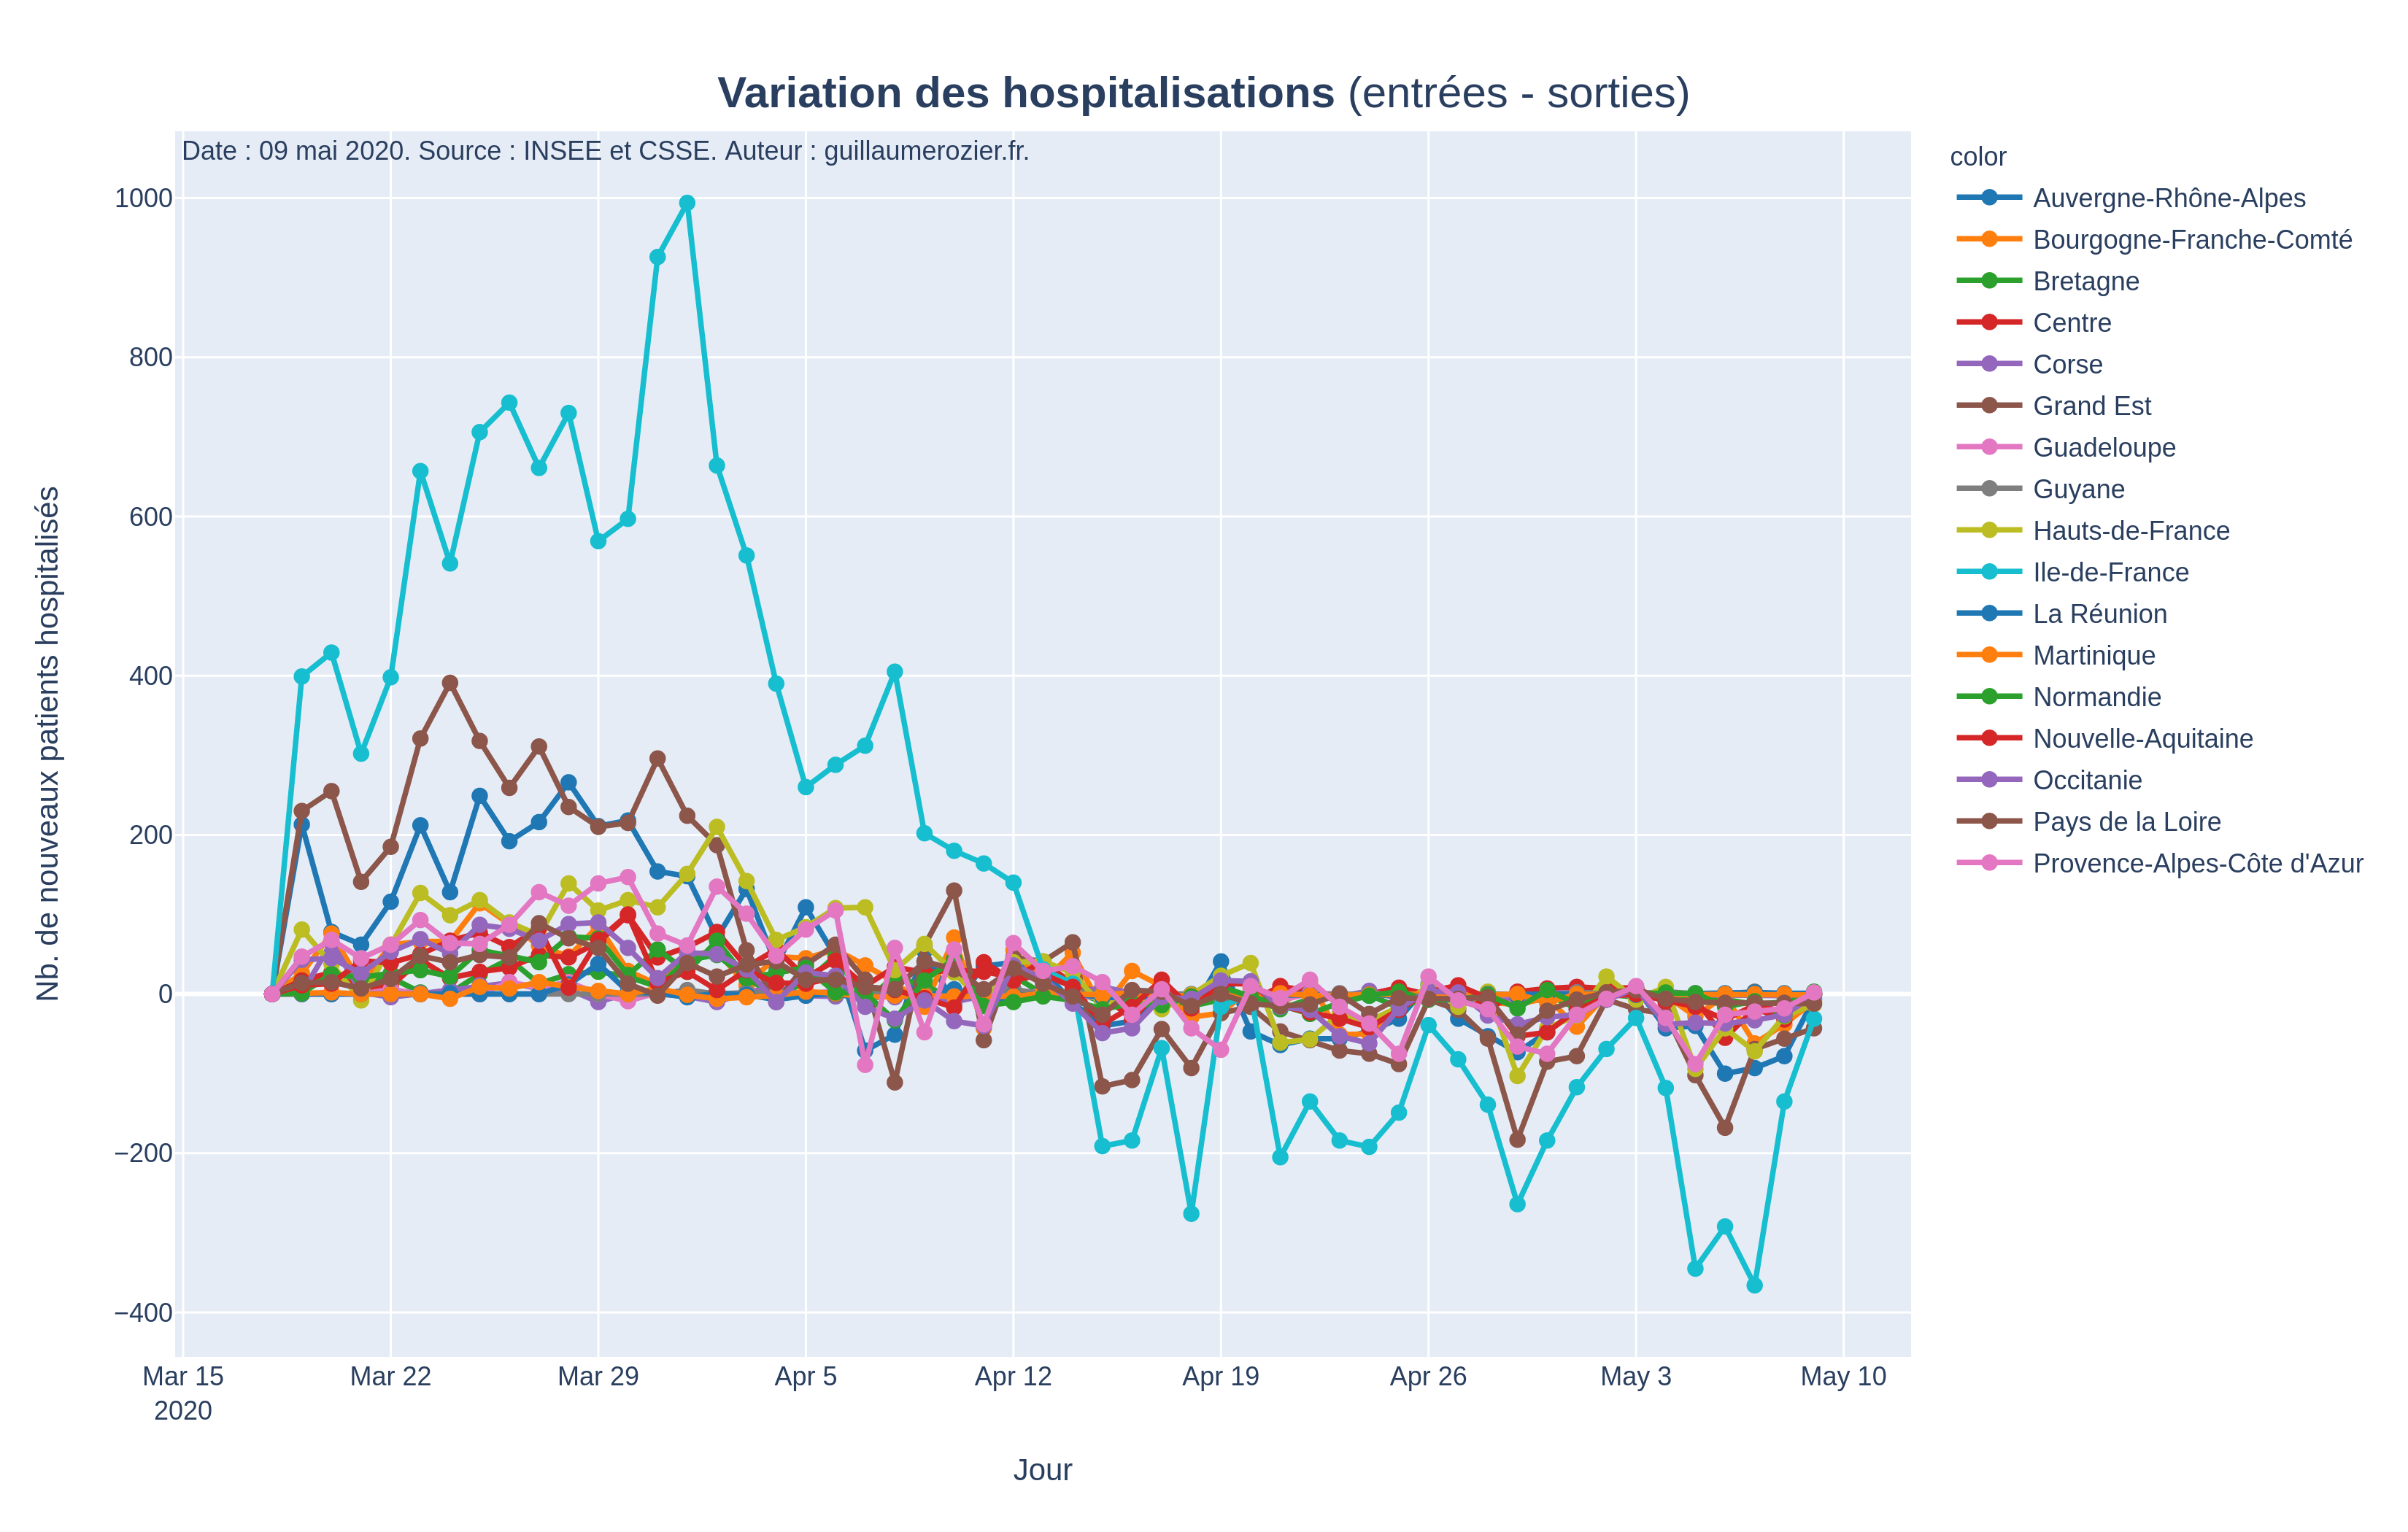 Variation des hospitalisations (entrées - sorties)
Date : 09 mai 2020. Source : INSEE et CSSE. Auteur : guillaumerozier.fr.
Nb. de nouveaux patients hospitalisés
1000
800
600
400
200
0
−200
−400
Mar 15
2020
Mar 22
Mar 29
Apr 5
Apr 12
Apr 19
Apr 26
May 3
May 10
Jour
color
Auvergne-Rhône-Alpes
Bourgogne-Franche-Comté
Bretagne
Centre
Corse
Grand Est
Guadeloupe
Guyane
Hauts-de-France
Ile-de-France
La Réunion
Martinique
Normandie
Nouvelle-Aquitaine
Occitanie
Pays de la Loire
Provence-Alpes-Côte d'Azur